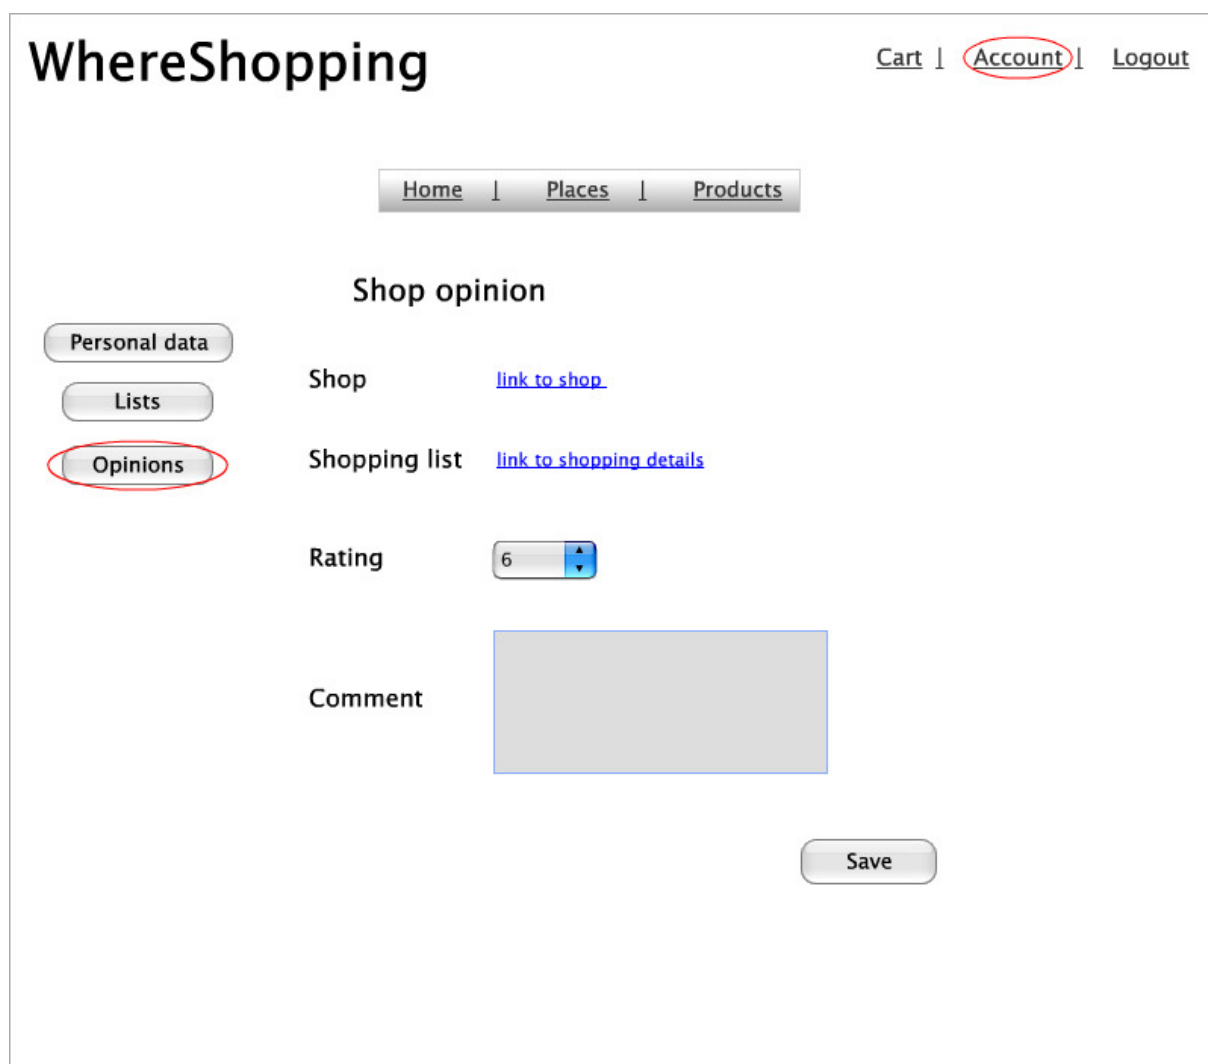 WhereShopping
Cart | Account | Logout
Home | Places | Products
Shop opinion
Personal data
Lists
Opinions
Shop link to shop
Shopping list link to shopping details
Rating 6
Comment
Save